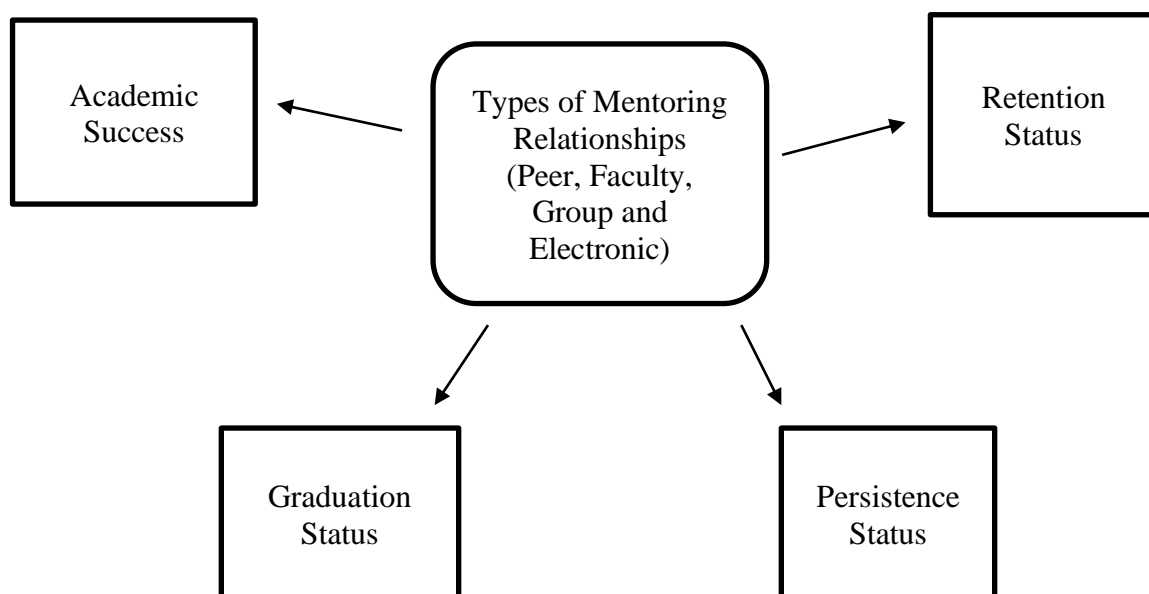 Academic
Success
Types of Mentoring
Relationships
(Peer, Faculty,
Group and
Electronic)
Retention
Status
Graduation
Status
Persistence
Status